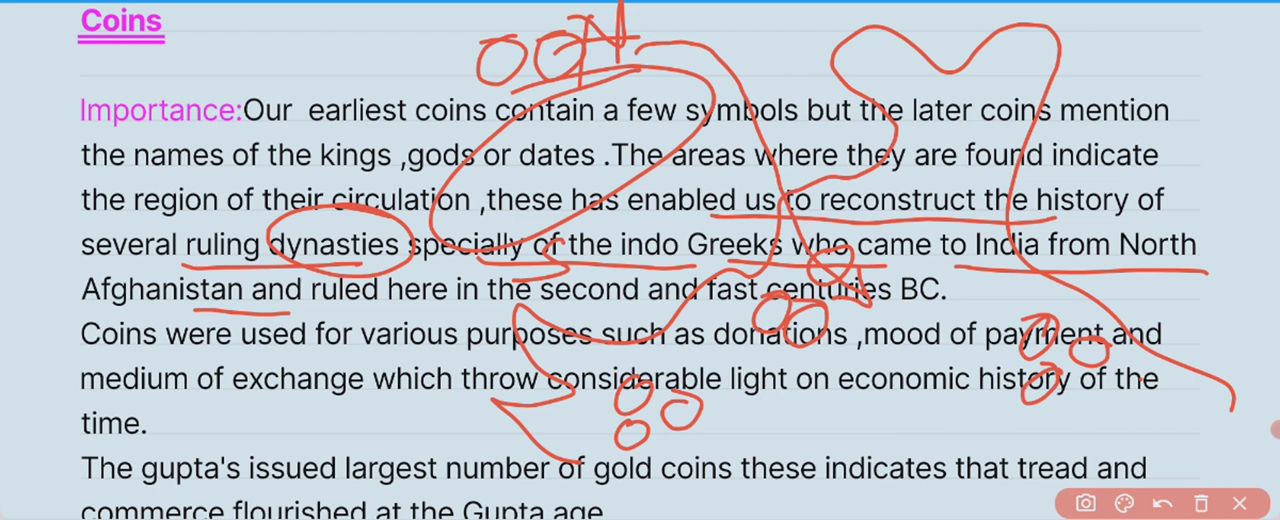 Coins
Importance:Our earliest coins contain a few symbols but the later coins mention
the names of the kings ,gods or dates .The areas where they are found indicate
the region of their circulation ,these has enabled us to reconstruct the history of
several ruling dynasties specially of the indo Greeks who came to India from North
Afghanistan and ruled here in the second and fast centuries BC.
Coins were used for various purposes such as donations ,mood of payment and
medium of exchange which throw considerable light on economic history of the
time.
The gupta's issued largest number of gold coins these indicates that tread and
commerce flourished at the Gupta age